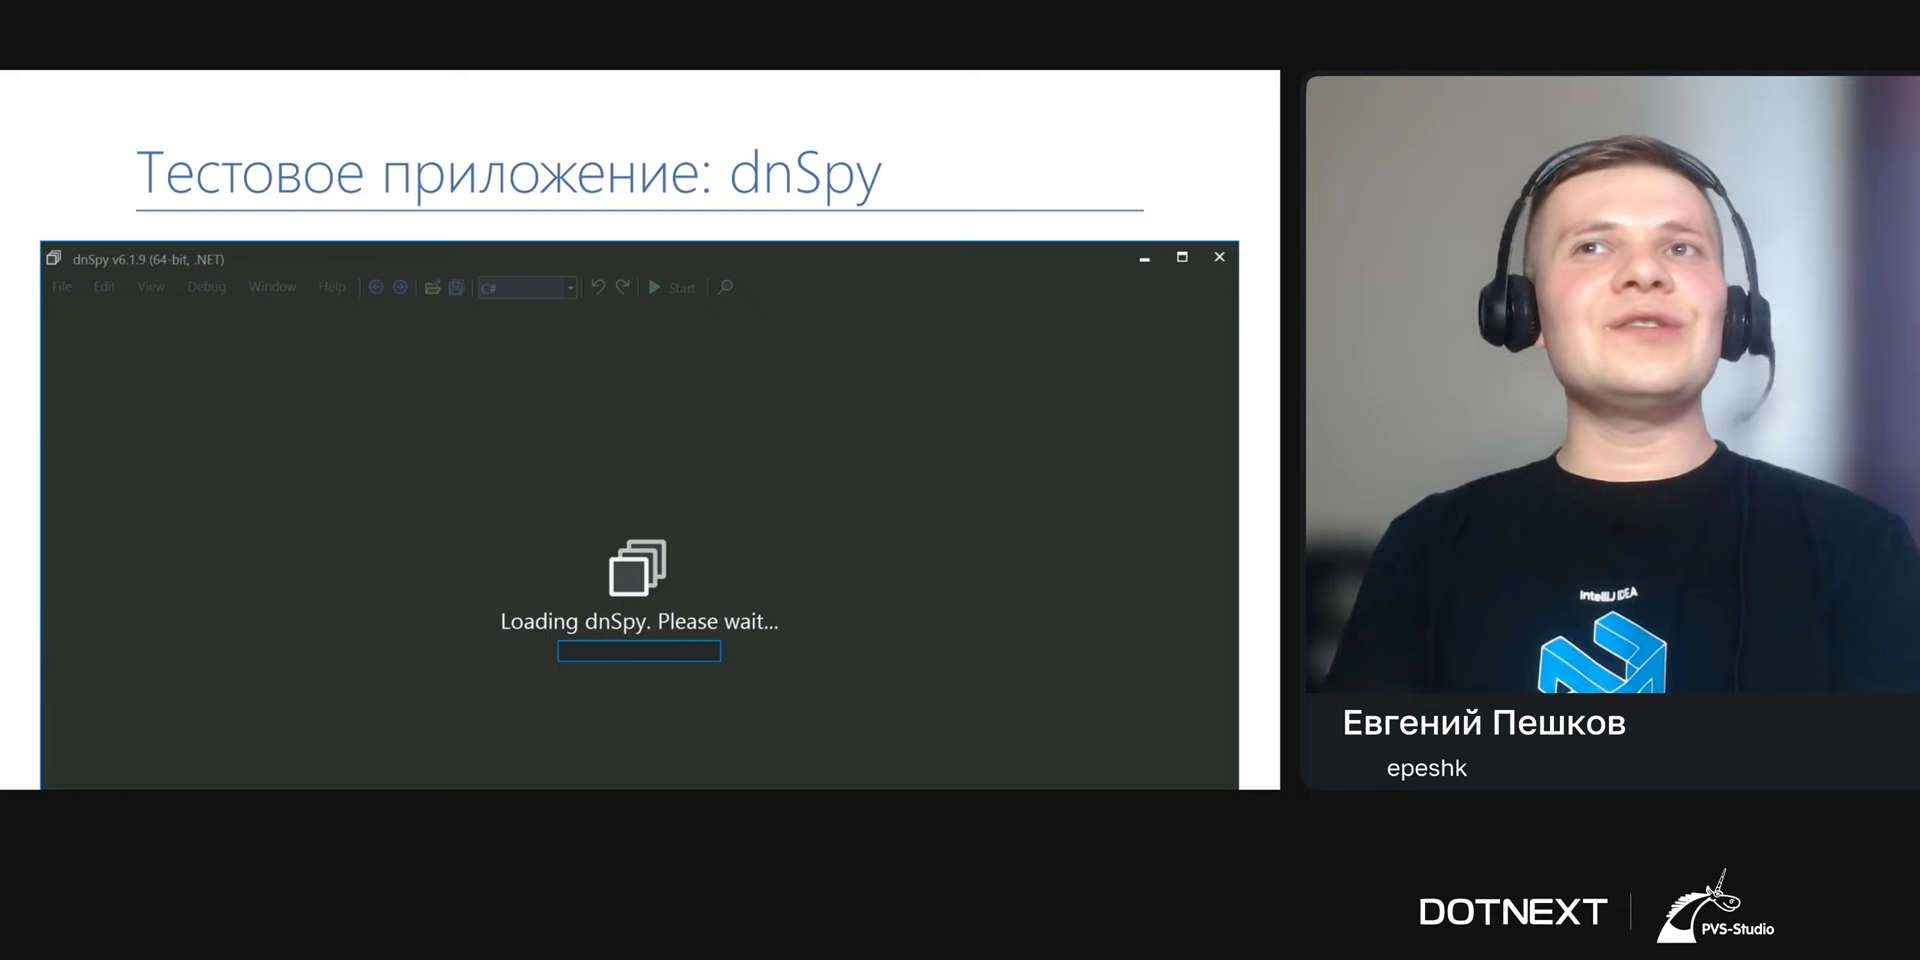 Тестовое приложение: dnSpy
dnSpy v6.1.9 (64-bit, .NET)
File Edit View Debug Window Help C# Start
Loading dnSpy. Please wait...
IntelliJ IDEA
Евгений Пешков
epeshk
DOTNEXT
PVS-Studio